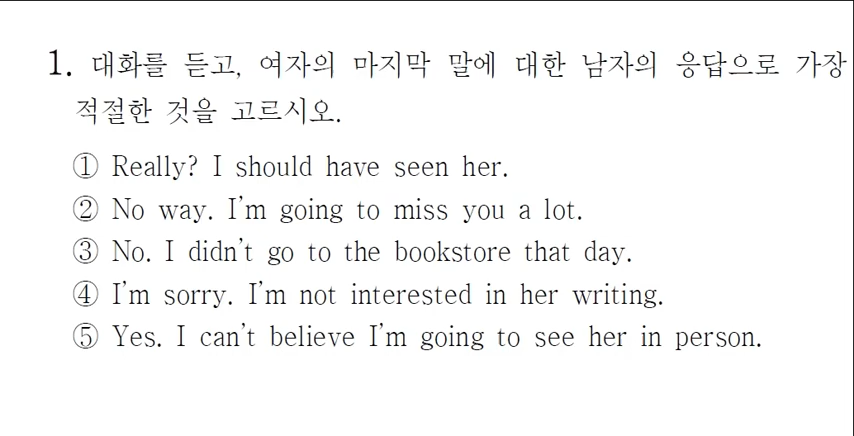 1. 대화를 듣고, 여자의 마지막 말에 대한 남자의 응답으로 가장
적절한 것을 고르시오.
① Really? I should have seen her.
② No way. I'm going to miss you a lot.
③ No. I didn't go to the bookstore that day.
④ I'm sorry. I'm not interested in her writing.
⑤ Yes. I can't believe I'm going to see her in person.